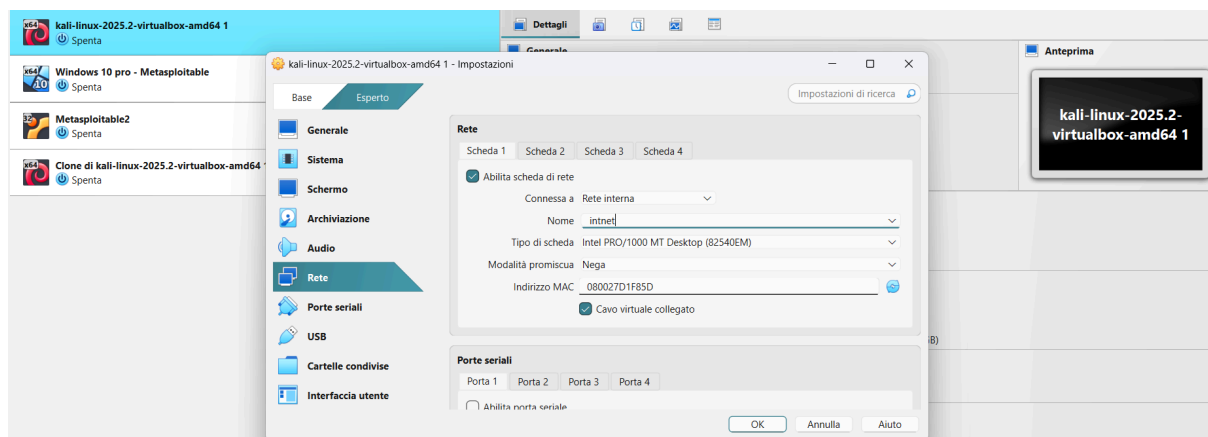 kali-linux-2025.2-virtualbox-amd64 1
Spenta
Windows 10 pro - Metasploitable
Spenta
Metasploitable2
Spenta
Clone di kali-linux-2025.2-virtualbox-amd64
Spenta
Dettagli
Generale
Anteprima
kali-linux-2025.2-
virtualbox-amd64 1
kali-linux-2025.2-virtualbox-amd64 1 - Impostazioni
Base Esperto
Impostazioni di ricerca
Generale
Sistema
Schermo
Archiviazione
Audio
Rete
Porte seriali
USB
Cartelle condivise
Interfaccia utente
Rete
Scheda 1 Scheda 2 Scheda 3 Scheda 4
Abilita scheda di rete
Connessa a Rete interna
Nome intnet
Tipo di scheda Intel PRO/1000 MT Desktop (82540EM)
Modalità promiscua Nega
Indirizzo MAC 080027D1F85D
Cavo virtuale collegato
Porte seriali
Porta 1 Porta 2 Porta 3 Porta 4
Abilita porta seriale
OK Annulla Aiuto